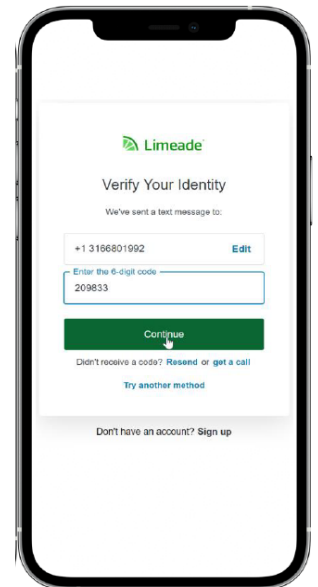 Limeade
Verify Your Identity
We've sent a text message to:
+1 3166801992 Edit
Enter the 6-digit code
209833
Continue
Didn't receive a code? Resend or get a call
Try another method
Don't have an account? Sign up